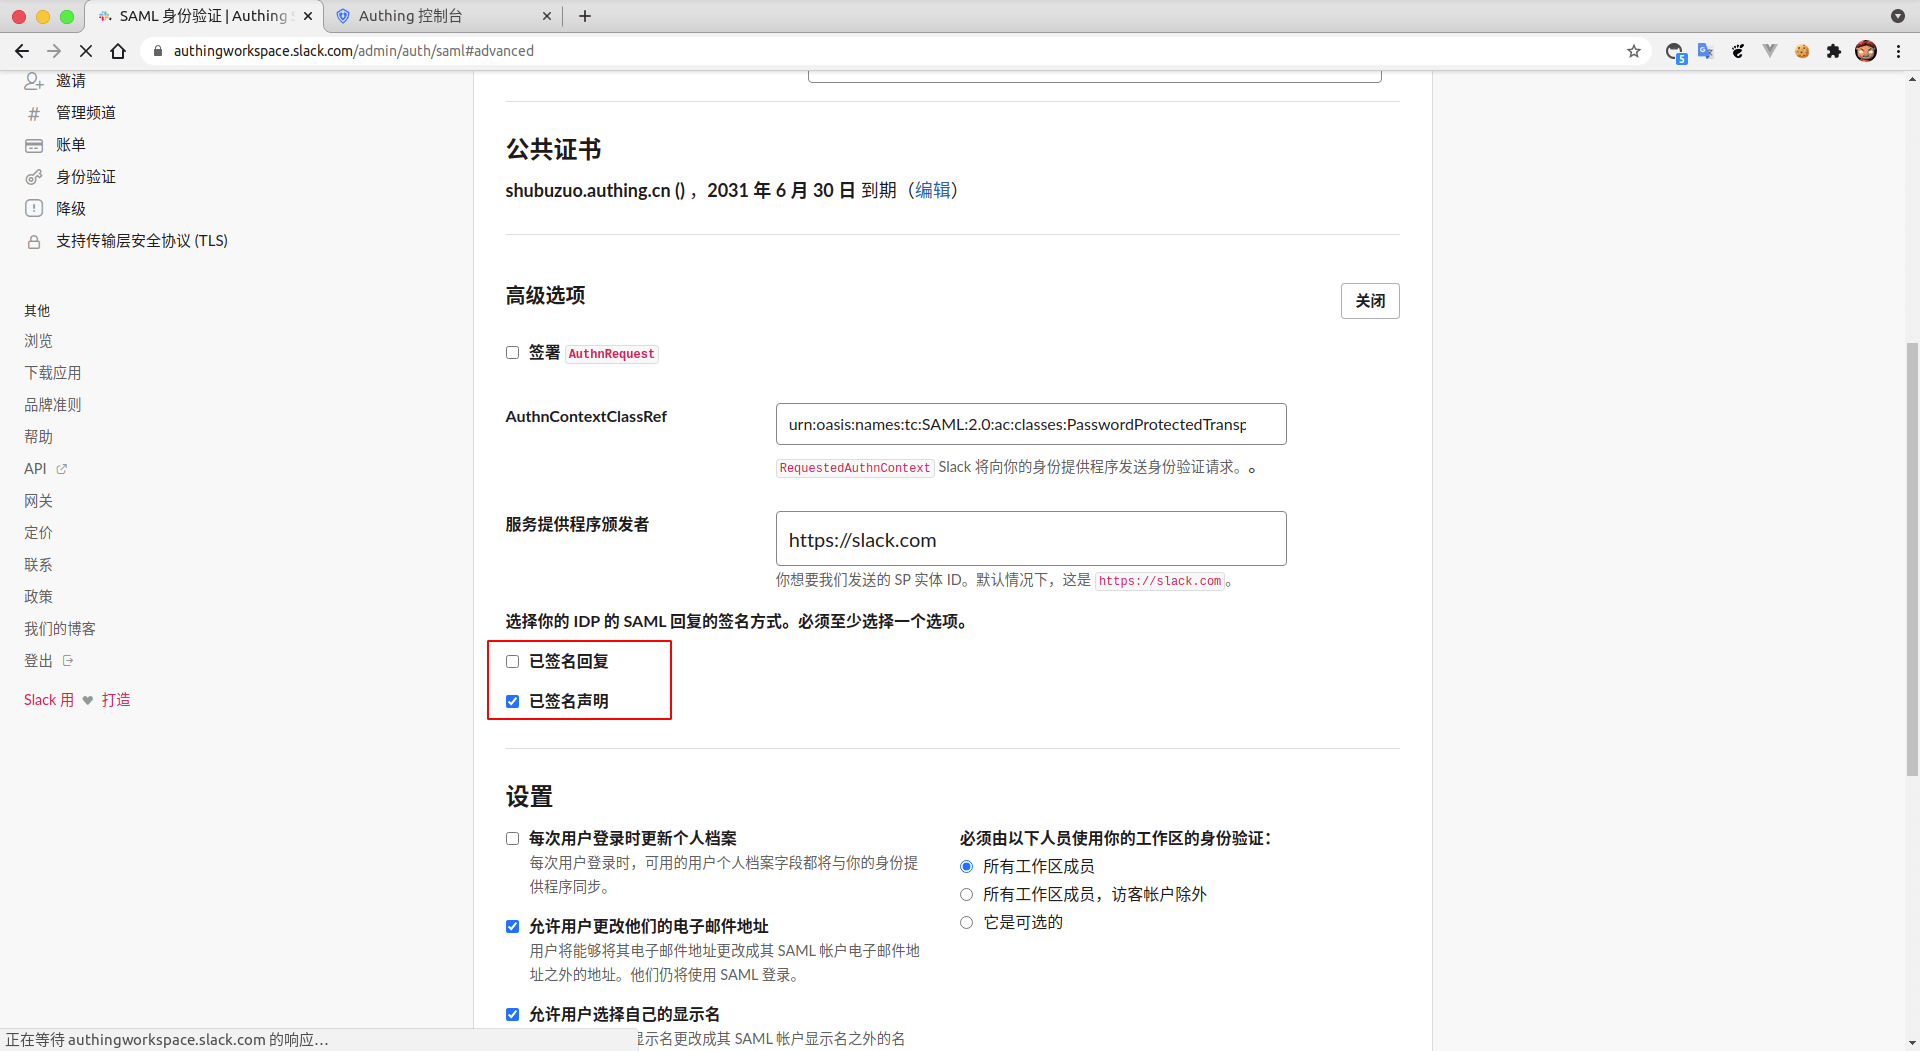 SAML 身份验证 | Authing
Authing 控制台
authingworkspace.slack.com/admin/auth/saml#advanced
5
邀请
管理频道
账单
身份验证
降级
支持传输层安全协议 (TLS)
其他
浏览
下载应用
品牌准则
帮助
API
网关
定价
联系
政策
我们的博客
登出
Slack 用 ♥ 打造
公共证书
shubuzuo.authing.cn () ，2031 年 6 月 30 日 到期（编辑）
高级选项
关闭
签署 AuthnRequest
AuthnContextClassRef
urn:oasis:names:tc:SAML:2.0:ac:classes:PasswordProtectedTransp
RequestedAuthnContext Slack 将向你的身份提供程序发送身份验证请求。。
服务提供程序颁发者
https://slack.com
你想要我们发送的 SP 实体 ID。默认情况下，这是 https://slack.com。
选择你的 IDP 的 SAML 回复的签名方式。必须至少选择一个选项。
已签名回复
已签名声明
设置
每次用户登录时更新个人档案
每次用户登录时，可用的用户个人档案字段都将与你的身份提
供程序同步。
允许用户更改他们的电子邮件地址
用户将能够将其电子邮件地址更改成其 SAML 帐户电子邮件地
址之外的地址。他们仍将使用 SAML 登录。
允许用户选择自己的显示名
显示名更改成其 SAML 帐户显示名之外的名
必须由以下人员使用你的工作区的身份验证：
所有工作区成员
所有工作区成员，访客帐户除外
它是可选的
正在等待 authingworkspace.slack.com 的响应…